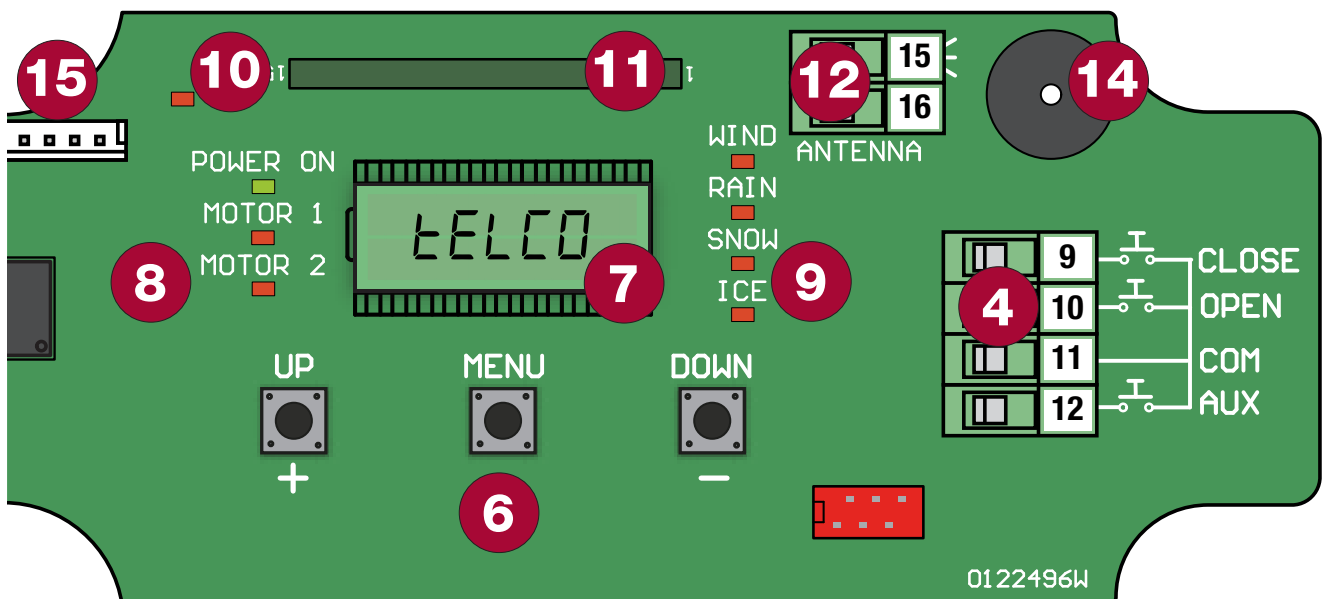 15
10
11
1
12
15
16
14
ANTENNA
POWER ON
MOTOR 1
MOTOR 2
8
tELCO
7
WIND
RAIN
SNOW
ICE
9
4
9
CLOSE
10
OPEN
11
COM
12
AUX
UP
MENU
DOWN
+
−
6
0122496W